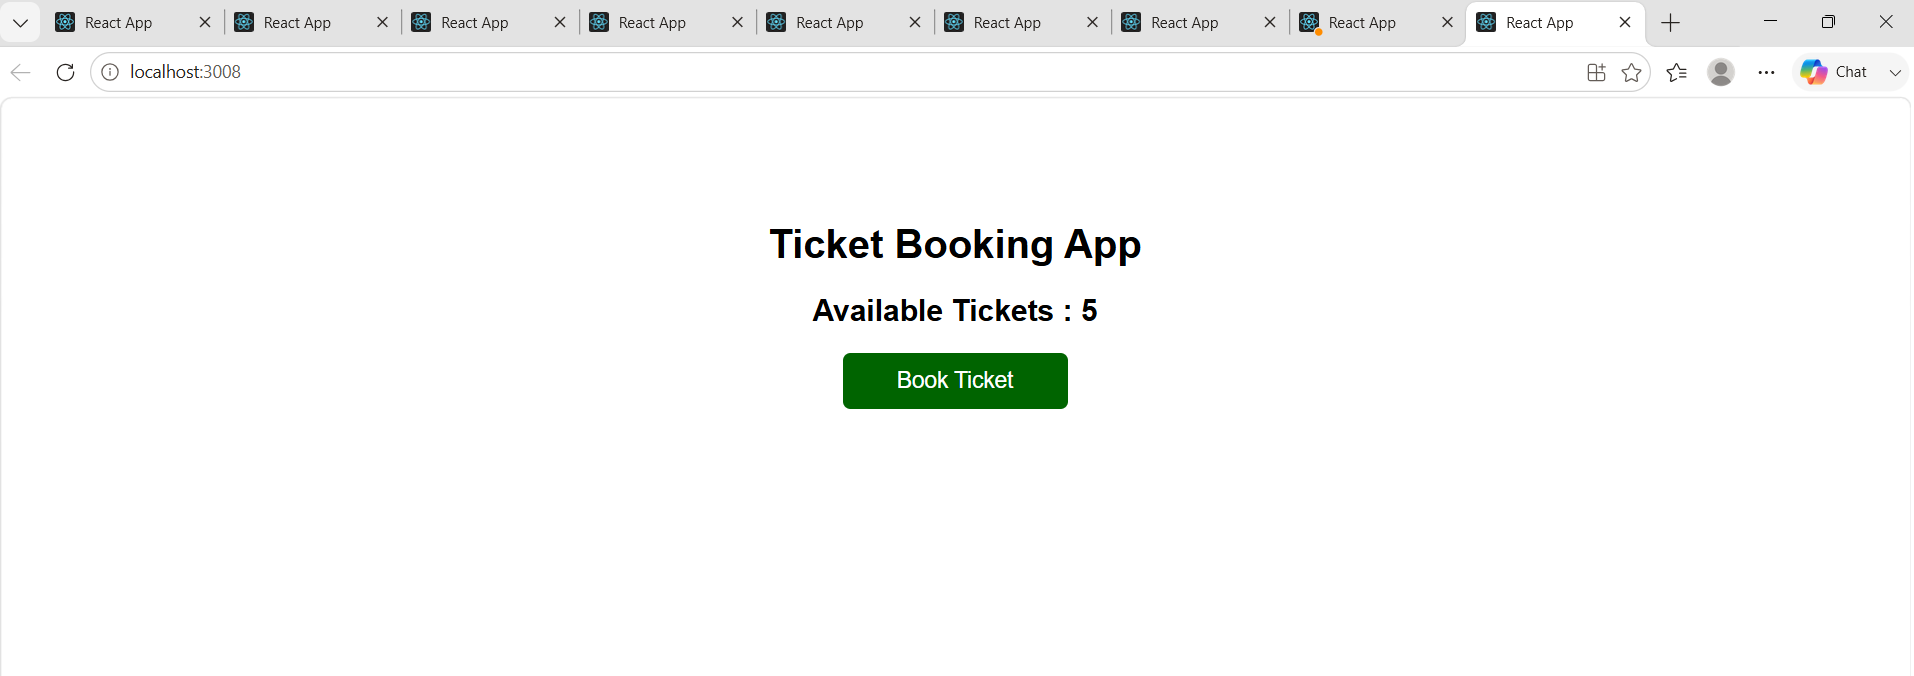 React App React App React App React App React App React App React App React App React App
localhost:3008
Chat
Ticket Booking App
Available Tickets : 5
Book Ticket